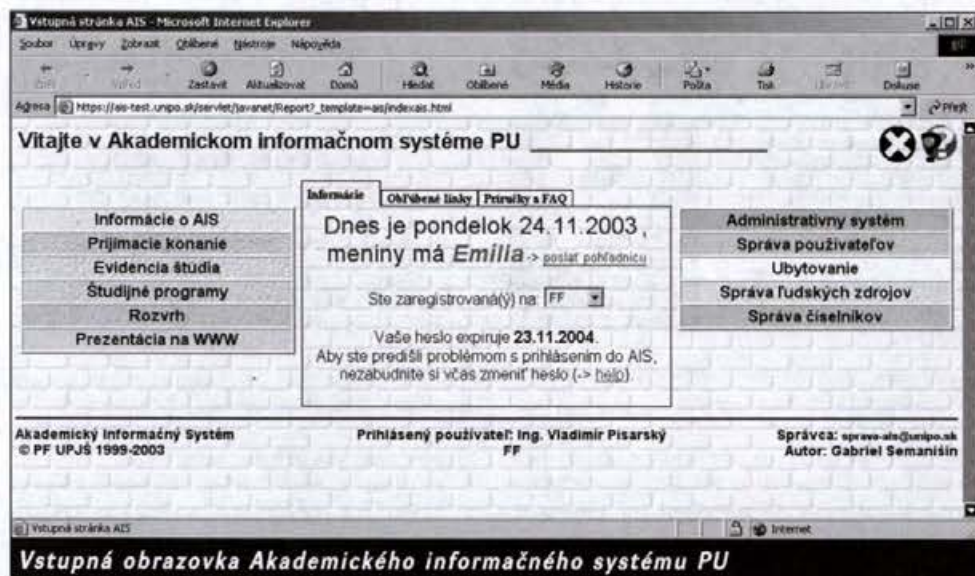 Vstupná stránka AIS - Microsoft Internet Explorer
Soubor Úpravy Zobrazit Oblíbené Nástroje Nápověda
Zastavit Aktualizovat Domů Hledat Oblíbené Média Historie Pošta Tisk Diskuse
Adresa https://ais-test.unipo.sk/servlet/javanet/Report?_template=ais/indexais.html Přejít
Vitajte v Akademickom informačnom systéme PU
Informácie Obľúbené linky Príručky a FAQ
Informácie o AIS
Prijímacie konanie
Evidencia štúdia
Študijné programy
Rozvrh
Prezentácia na WWW
Dnes je pondelok 24.11.2003,
meniny má Emília -> poslať pohľadnicu
Ste zaregistrovaná(ý) na: FF
Vaše heslo expiruje 23.11.2004.
Aby ste predišli problémom s prihlásením do AIS,
nezabudnite si včas zmeniť heslo (-> help).
Administratívny systém
Správa používateľov
Ubytovanie
Správa ľudských zdrojov
Správa číselníkov
Akademický Informačný Systém
© PF UPJŠ 1999-2003
Prihlásený používateľ: Ing. Vladimír Pisarský
FF
Správca: sprava-ais@unipo.sk
Autor: Gabriel Semanišin
Vstupná stránka AIS Internet
Vstupná obrazovka Akademického informačného systému PU